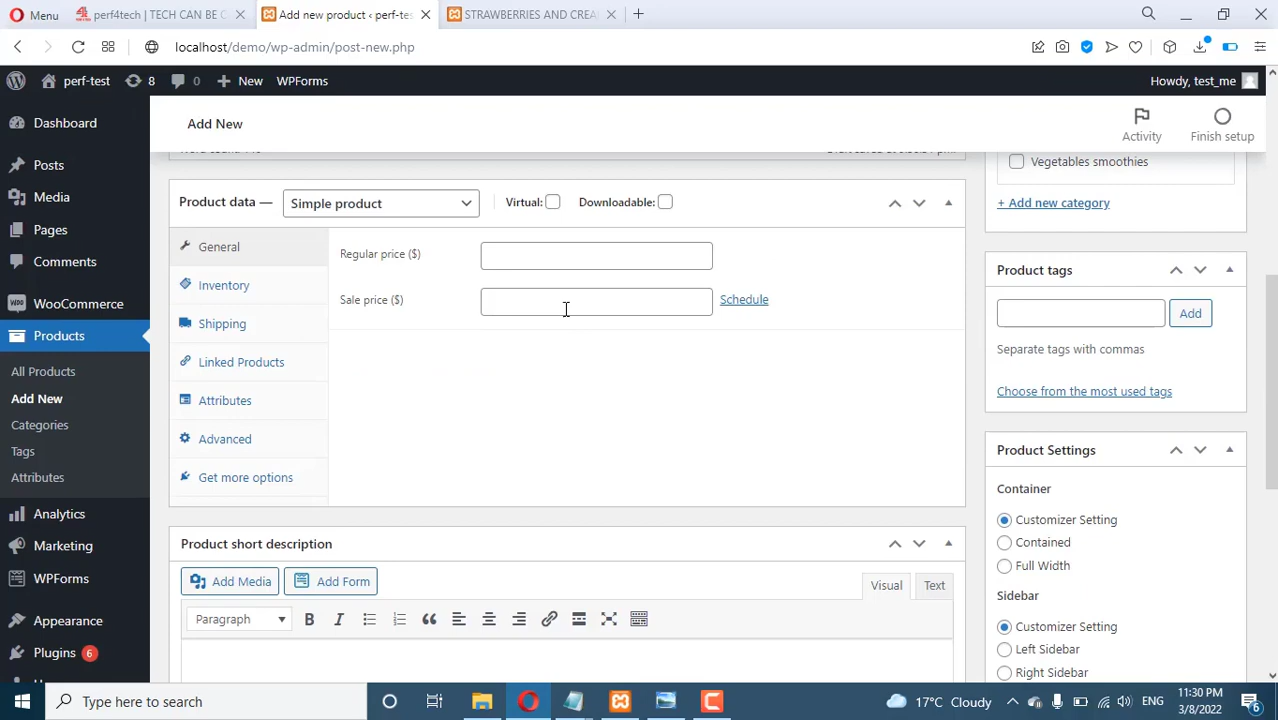 Menu
perf4tech | TECH CAN BE C
Add new product ‹ perf-tes
STRAWBERRIES AND CREA
localhost/demo/wp-admin/post-new.php
perf-test
8
0
New
WPForms
Howdy, test_me
Add New
Activity
Finish setup
Dashboard
Posts
Media
Pages
Comments
WooCommerce
Products
All Products
Add New
Categories
Tags
Attributes
Analytics
Marketing
WPForms
Appearance
Plugins 6
Product data —
Simple product
Virtual:
Downloadable:
General
Inventory
Shipping
Linked Products
Attributes
Advanced
Get more options
Regular price ($)
Sale price ($)
Schedule
Product short description
Add Media
Add Form
Visual
Text
Paragraph
B I
Vegetables smoothies
+ Add new category
Product tags
Add
Separate tags with commas
Choose from the most used tags
Product Settings
Container
Customizer Setting
Contained
Full Width
Sidebar
Customizer Setting
Left Sidebar
Right Sidebar
Type here to search
17°C Cloudy
ENG
11:30 PM
3/8/2022
6